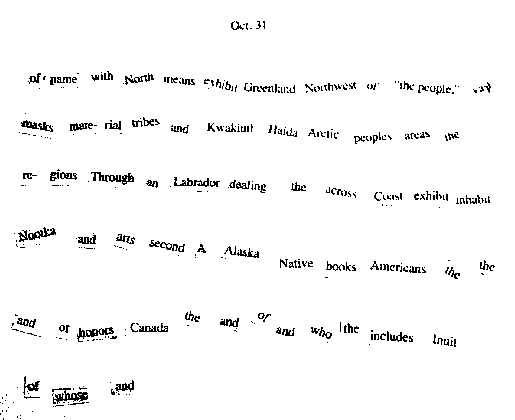 Oct. 31
of name with North means exhibit Greenland Northwest or "the people,"
masks mate- rial tribes and Kwakiutl Haida Arctic peoples areas the
re- gions Through an Labrador dealing the across Coast exhibit inhabit
Nootka and arts second A Alaska Native books Americans the the
and or honors Canada the and of and who the includes Inuit
of whose and